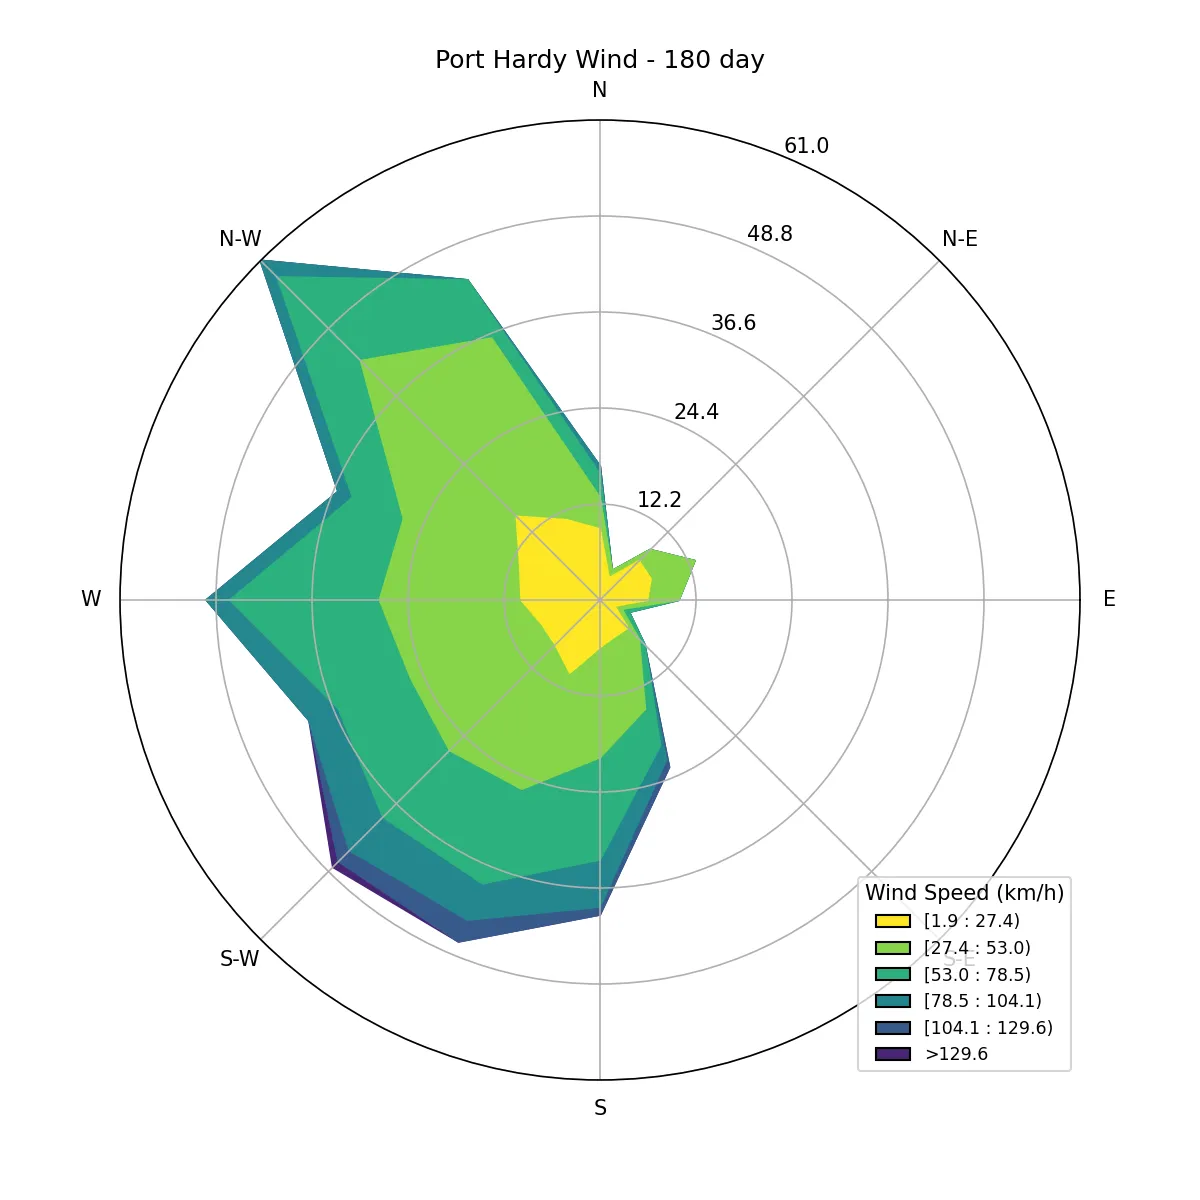 Port Hardy Wind - 180 day
N
61.0
48.8
N-W
N-E
36.6
24.4
12.2
W
E
Wind Speed (km/h)
[1.9 : 27.4)
[27.4 : 53.0)
S-W
S-E
[53.0 : 78.5)
[78.5 : 104.1)
[104.1 : 129.6)
>129.6
S